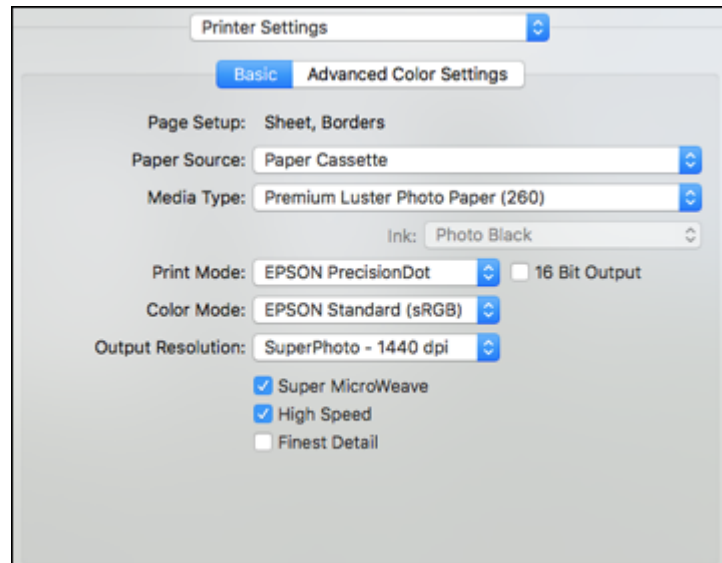 Printer Settings
Basic Advanced Color Settings
Page Setup: Sheet, Borders
Paper Source: Paper Cassette
Media Type: Premium Luster Photo Paper (260)
Ink: Photo Black
Print Mode: EPSON PrecisionDot 16 Bit Output
Color Mode: EPSON Standard (sRGB)
Output Resolution: SuperPhoto - 1440 dpi
Super MicroWeave
High Speed
Finest Detail